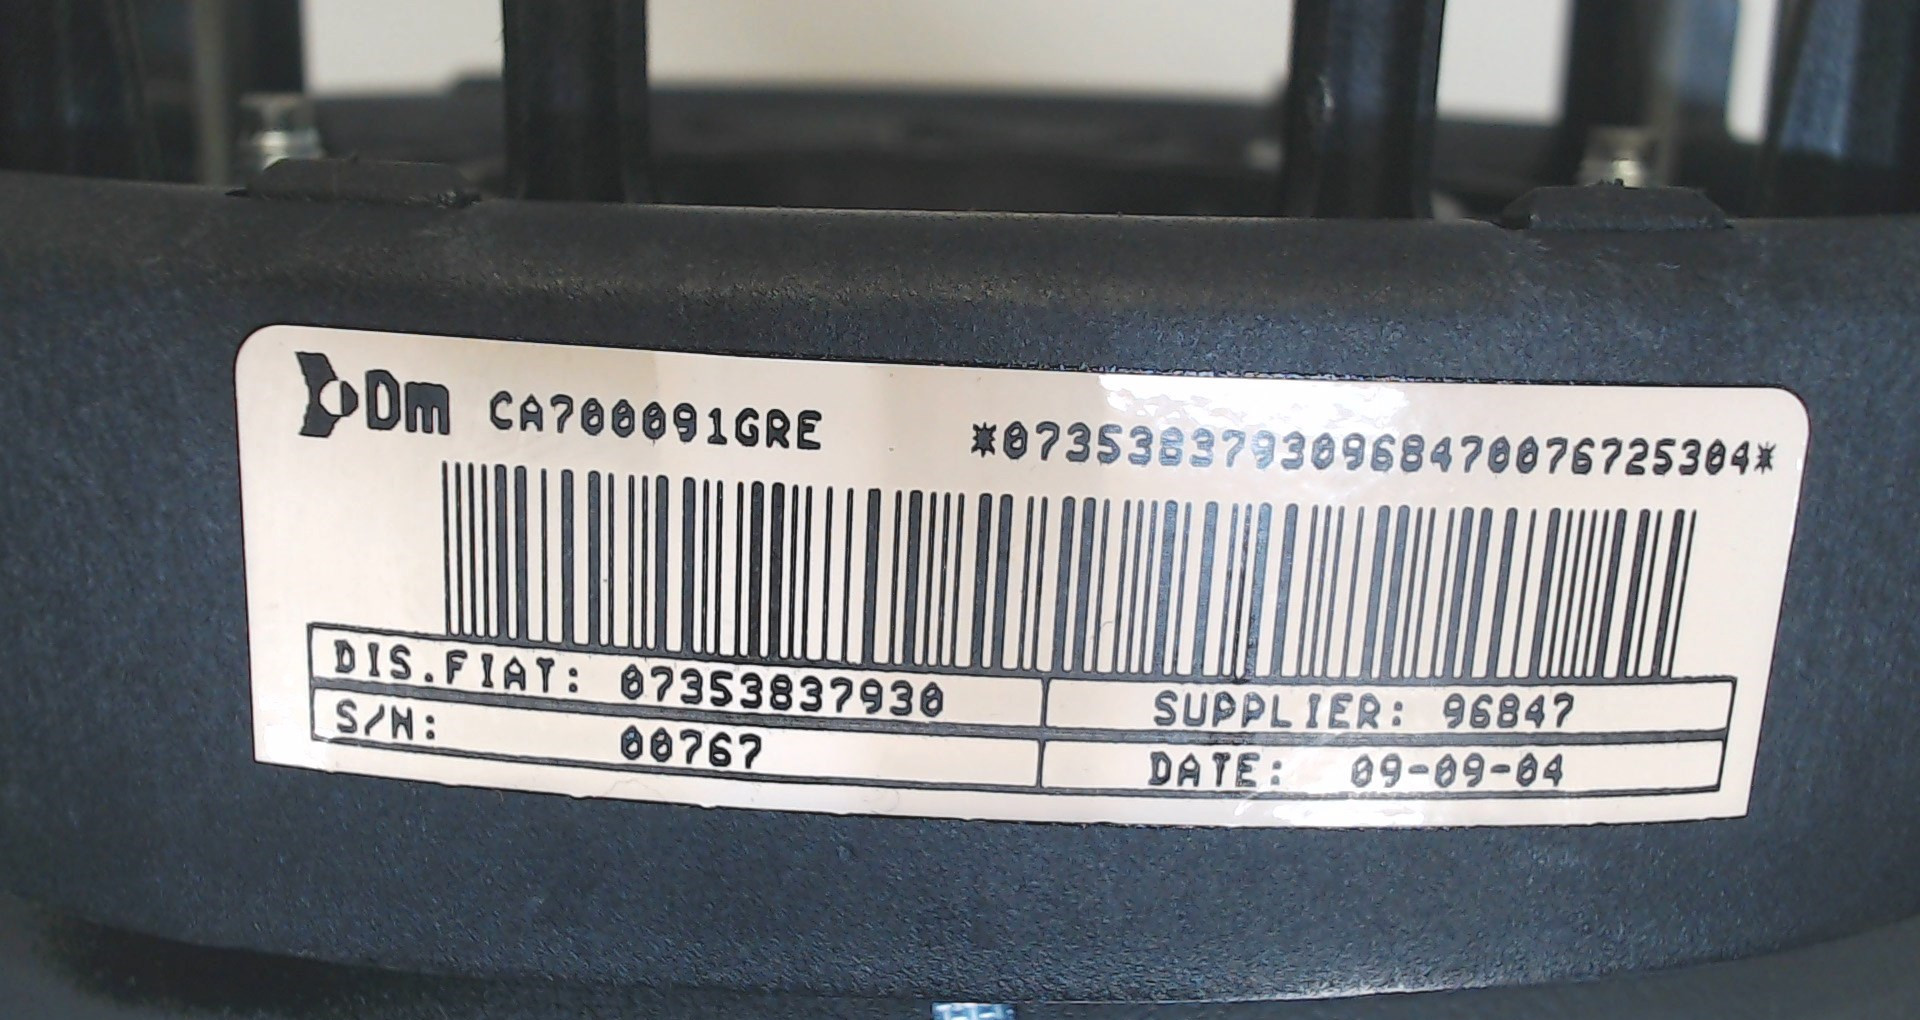 Dm CA700091GRE *07353837930968470076725304*
DIS.FIAT: 07353837930 SUPPLIER: 96847
S/N: 00767 DATE: 09-09-04